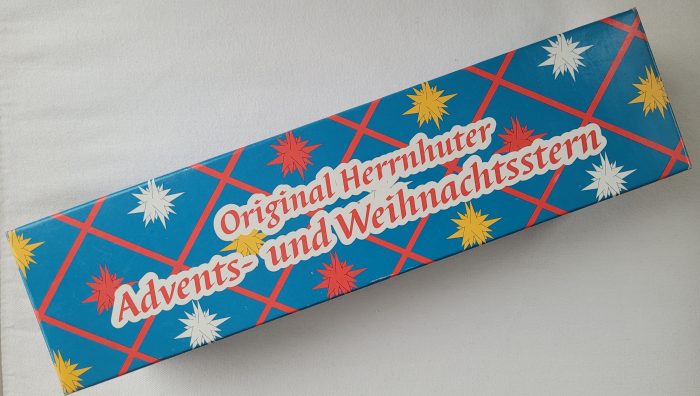 Original Herrnhuter
Advents- und Weihnachtsstern